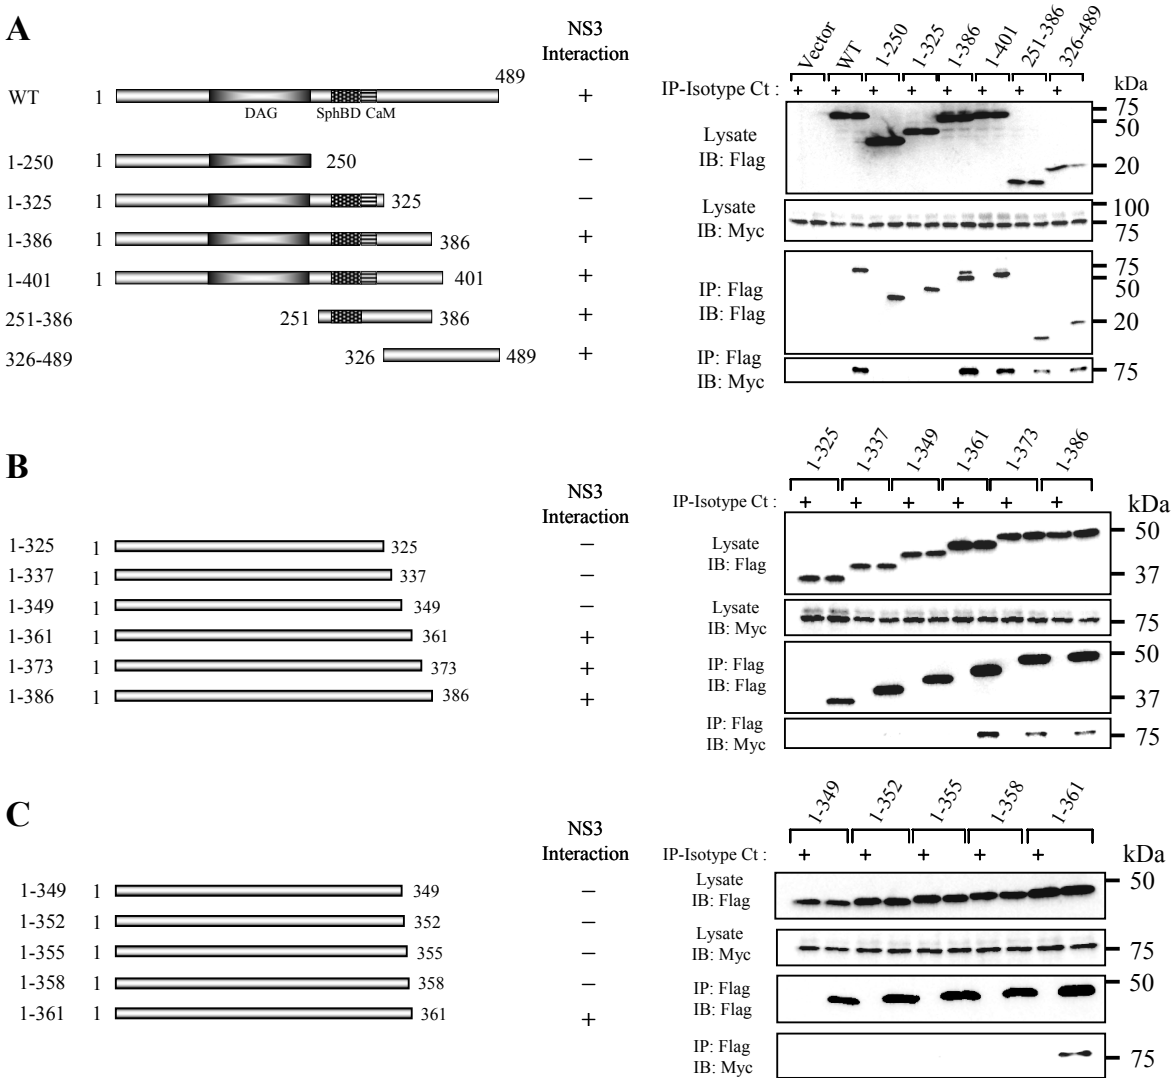 A
NS3
Interaction
WT 1 489 +
DAG SphBD CaM
1-250 1 250 −
1-325 1 325 −
1-386 1 386 +
1-401 1 401 +
251-386 251 386 +
326-489 326 489 +
Vector WT 1-250 1-325 1-386 1-401 251-386 326-489
IP-Isotype Ct : + + + + + + + + kDa
Lysate
IB: Flag
75
50
20
Lysate
IB: Myc
100
75
IP: Flag
IB: Flag
75
50
20
IP: Flag
IB: Myc
75
B
NS3
Interaction
1-325 1 325 −
1-337 1 337 −
1-349 1 349 −
1-361 1 361 +
1-373 1 373 +
1-386 1 386 +
1-325 1-337 1-349 1-361 1-373 1-386
IP-Isotype Ct : + + + + + + kDa
Lysate
IB: Flag
50
37
Lysate
IB: Myc
75
IP: Flag
IB: Flag
50
37
IP: Flag
IB: Myc
75
C
NS3
Interaction
1-349 1 349 −
1-352 1 352 −
1-355 1 355 −
1-358 1 358 −
1-361 1 361 +
1-349 1-352 1-355 1-358 1-361
IP-Isotype Ct : + + + + + kDa
Lysate
IB: Flag
50
Lysate
IB: Myc
75
IP: Flag
IB: Flag
50
IP: Flag
IB: Myc
75